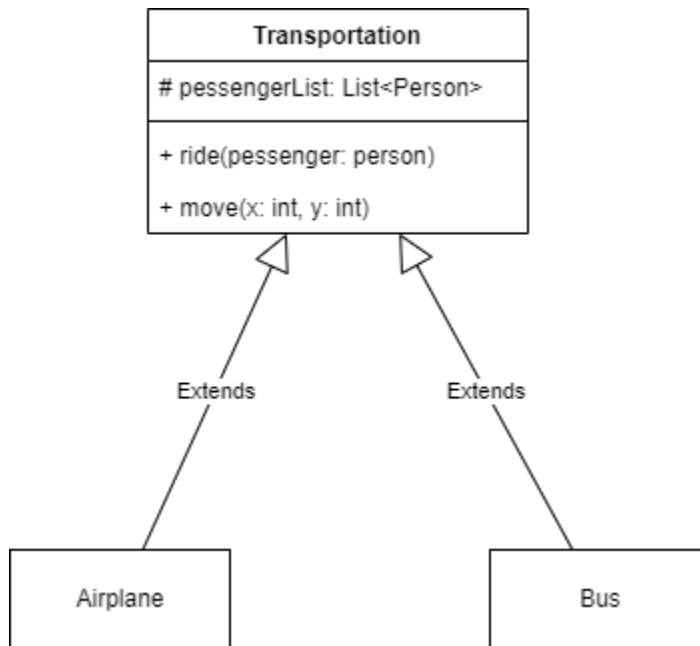 Transportation
# pessengerList: List<Person>
+ ride(pessenger: person)
+ move(x: int, y: int)
Extends
Extends
Airplane
Bus